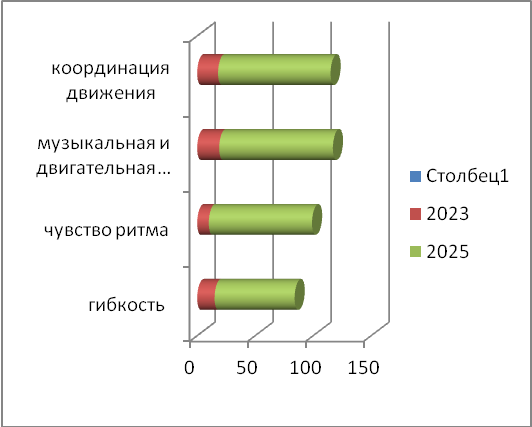 координация
движения
музыкальная и
двигательная...
чувство ритма
гибкость
0 50 100 150
Столбец1
2023
2025